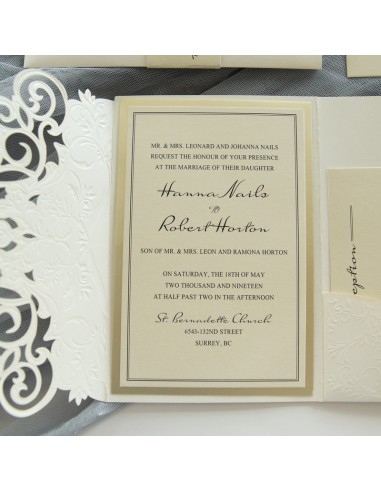 MR. & MRS. LEONARD AND JOHANNA NAILS
REQUEST THE HONOUR OF YOUR PRESENCE
AT THE MARRIAGE OF THEIR DAUGHTER
Hanna Nails
&
Robert Horton
SON OF MR. & MRS. LEON AND RAMONA HORTON
ON SATURDAY, THE 18TH OF MAY
TWO THOUSAND AND NINETEEN
AT HALF PAST TWO IN THE AFTERNOON
St. Bernadette Church
6543-132ND STREET
SURREY, BC
eption